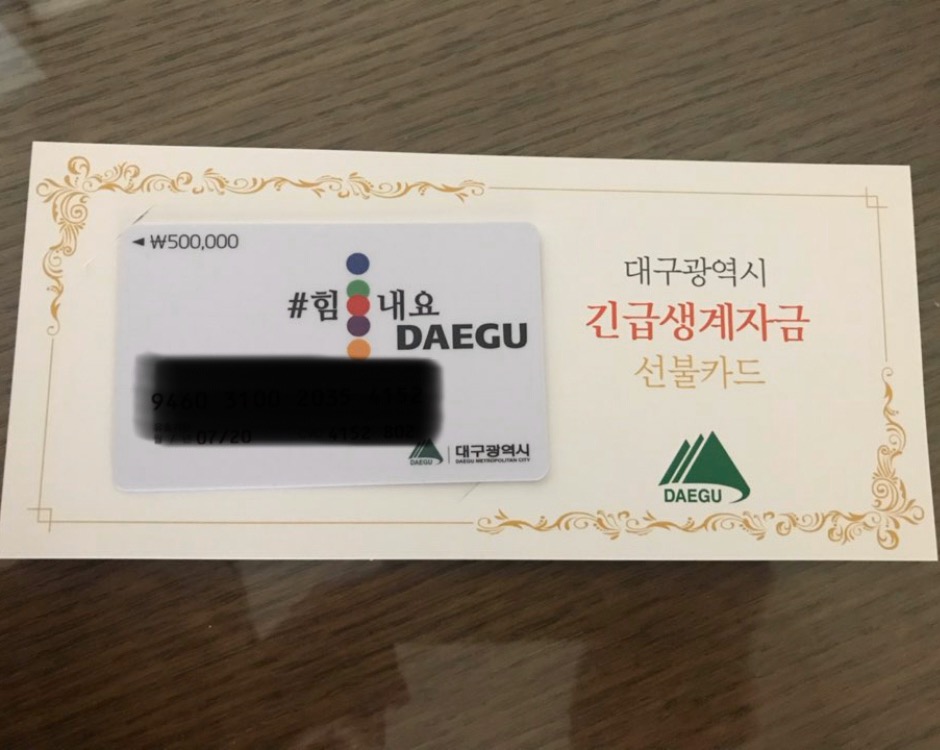 ◄ ₩500,000
#힘내요
DAEGU
DAEGU 대구광역시
DAEGU METROPOLITAN CITY
대구광역시
긴급생계자금
선불카드
DAEGU